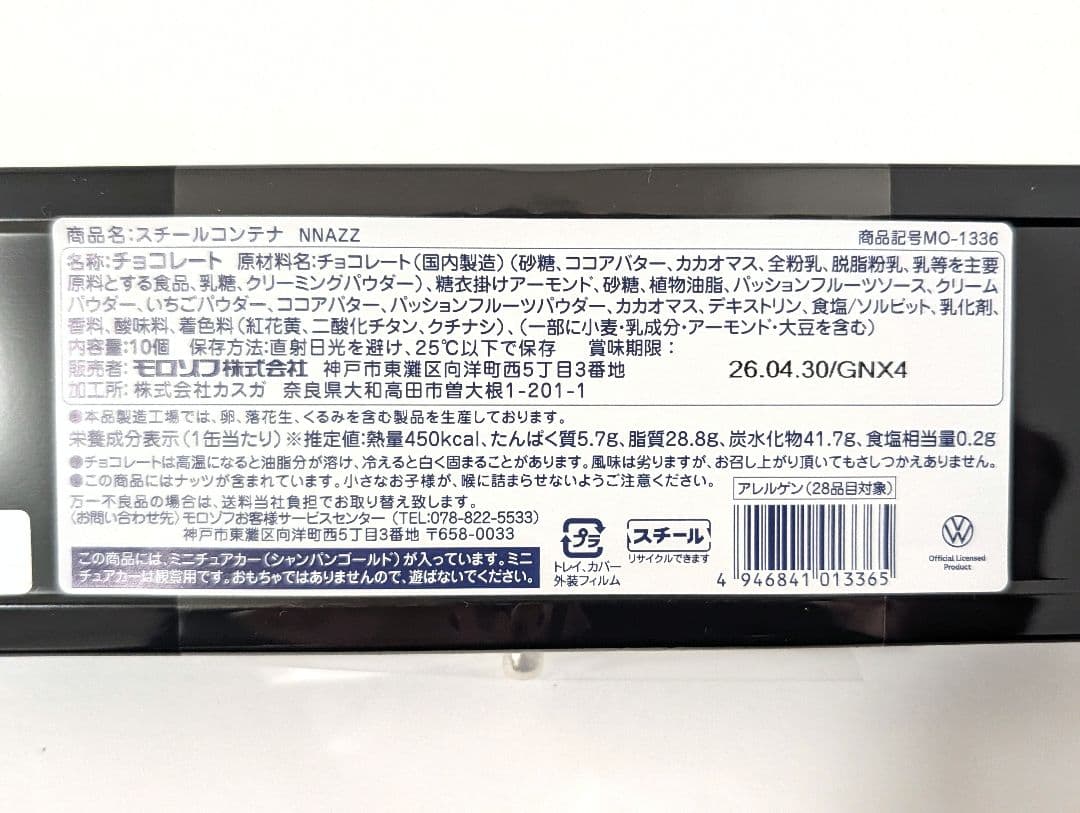 商品名:スチールコンテナ NNAZZ 商品記号MO-1336
名称:チョコレート 原材料名:チョコレート(国内製造)(砂糖、ココアバター、カカオマス、全粉乳、脱脂粉乳、乳等を主要
原料とする食品、乳糖、クリーミングパウダー)、糖衣掛けアーモンド、砂糖、植物油脂、パッションフルーツソース、クリーム
パウダー、いちごパウダー、ココアバター、パッションフルーツパウダー、カカオマス、デキストリン、食塩/ソルビット、乳化剤、
香料、酸味料、着色料(紅花黄、二酸化チタン、クチナシ)、(一部に小麦・乳成分・アーモンド・大豆を含む)
内容量:10個 保存方法:直射日光を避け、25℃以下で保存 賞味期限:
販売者:モロゾフ株式会社 神戸市東灘区向洋町西5丁目3番地 26.04.30/GNX4
加工所:株式会社カスガ 奈良県大和高田市曽大根1-201-1
●本品製造工場では、卵、落花生、くるみを含む製品を生産しております。
栄養成分表示(1缶当たり)※推定値:熱量450kcal、たんぱく質5.7g、脂質28.8g、炭水化物41.7g、食塩相当量0.2g
●チョコレートは高温になると油脂分が溶け、冷えると白く固まることがあります。風味は劣りますが、お召し上がり頂いてもさしつかえありません。
●この商品にはナッツが含まれています。小さなお子様が、喉に詰まらせないようご注意ください。
万一不良品の場合は、送料当社負担でお取り替え致します。
〈お問い合わせ先〉モロゾフお客様サービスセンター(TEL:078-822-5533)
神戸市東灘区向洋町西5丁目3番地 〒658-0033
この商品には、ミニチュアカー(シャンパンゴールド)が入っています。ミニ
チュアカーは観賞用です。おもちゃではありませんので、遊ばないでください。
プラ
トレイ、カバー
外装フィルム
スチール
リサイクルできます
アレルゲン(28品目対象)
4 946841 013365
Official Licensed
Product